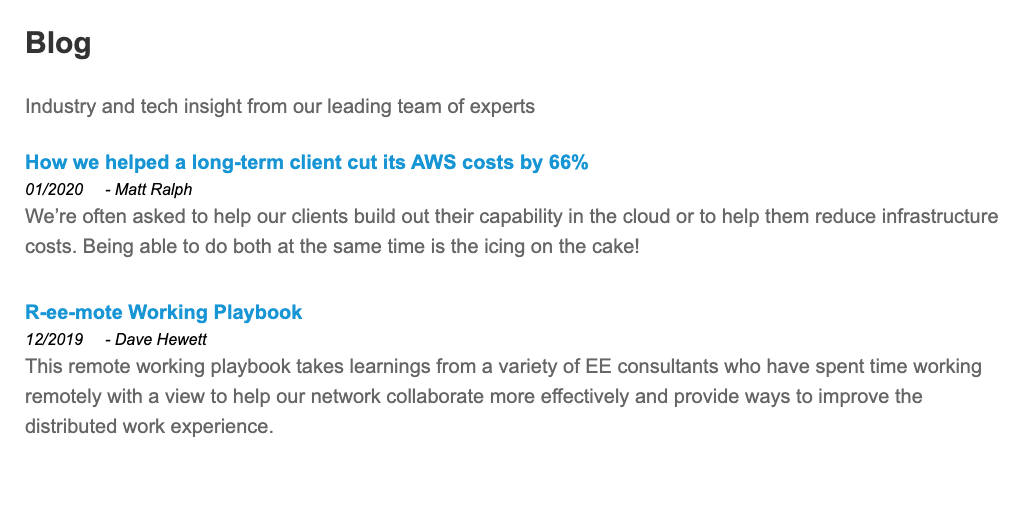 Blog
Industry and tech insight from our leading team of experts
How we helped a long-term client cut its AWS costs by 66%
01/2020 - Matt Ralph
We’re often asked to help our clients build out their capability in the cloud or to help them reduce infrastructure
costs. Being able to do both at the same time is the icing on the cake!
R-ee-mote Working Playbook
12/2019 - Dave Hewett
This remote working playbook takes learnings from a variety of EE consultants who have spent time working
remotely with a view to help our network collaborate more effectively and provide ways to improve the
distributed work experience.